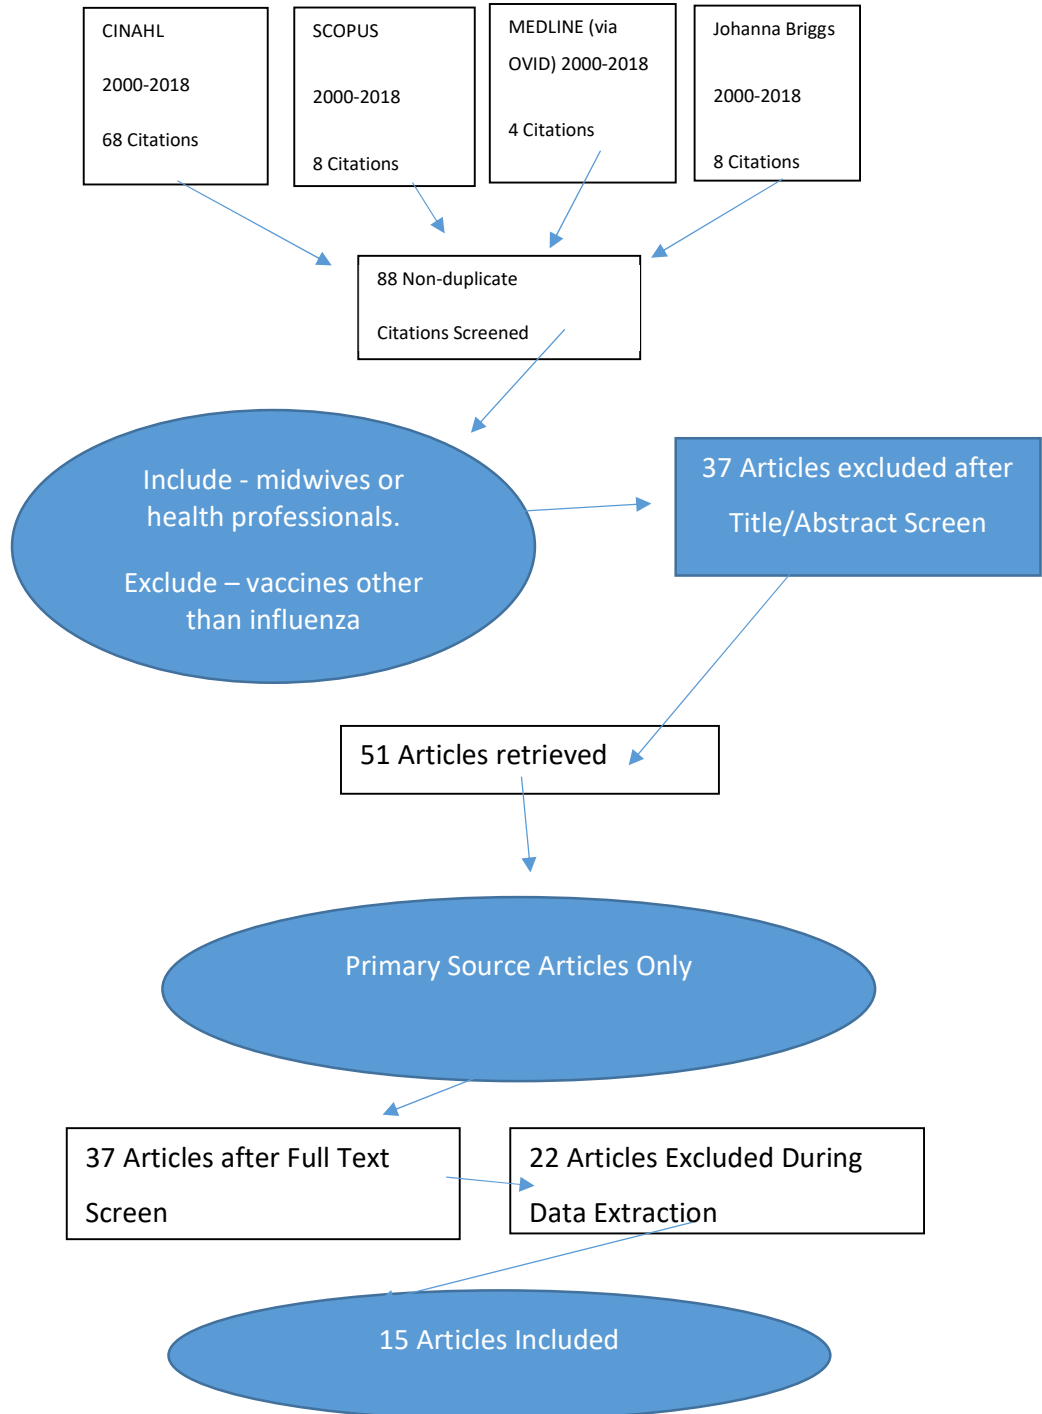 CINAHL
2000-2018
68 Citations
SCOPUS
2000-2018
8 Citations
MEDLINE (via
OVID) 2000-2018
4 Citations
Johanna Briggs
2000-2018
8 Citations
88 Non-duplicate
Citations Screened
Include - midwives or
health professionals.
Exclude – vaccines other
than influenza
37 Articles excluded after
Title/Abstract Screen
51 Articles retrieved
Primary Source Articles Only
37 Articles after Full Text
Screen
22 Articles Excluded During
Data Extraction
15 Articles Included